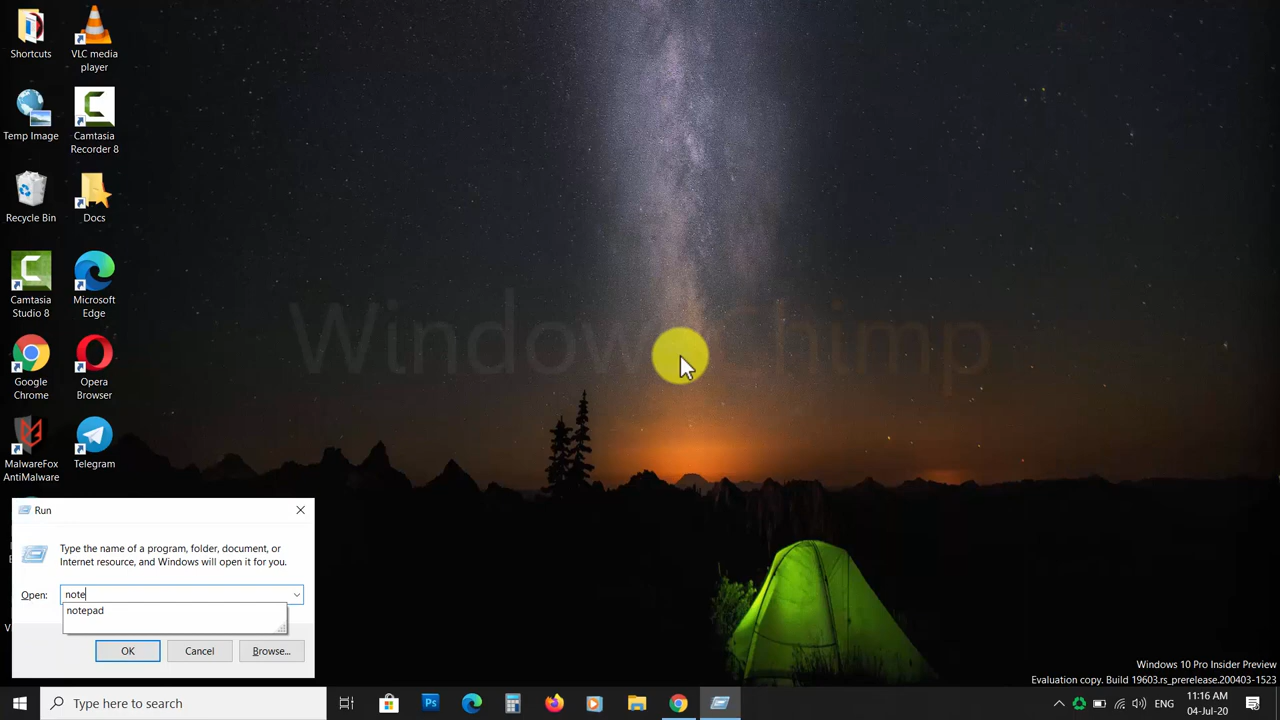 Shortcuts
VLC media
player
Temp Image
Camtasia
Recorder 8
Recycle Bin
Docs
Camtasia
Studio 8
Microsoft
Edge
Google
Chrome
Opera
Browser
MalwareFox
AntiMalware
Telegram
Ps
Run
Type the name of a program, folder, document, or
Internet resource, and Windows will open it for you.
Open:
note
notepad
OK
Cancel
Browse...
Windows 10 Pro Insider Preview
Evaluation copy. Build 19603.rs_prerelease.200403-1523
Type here to search
ENG
11:16 AM
04-Jul-20